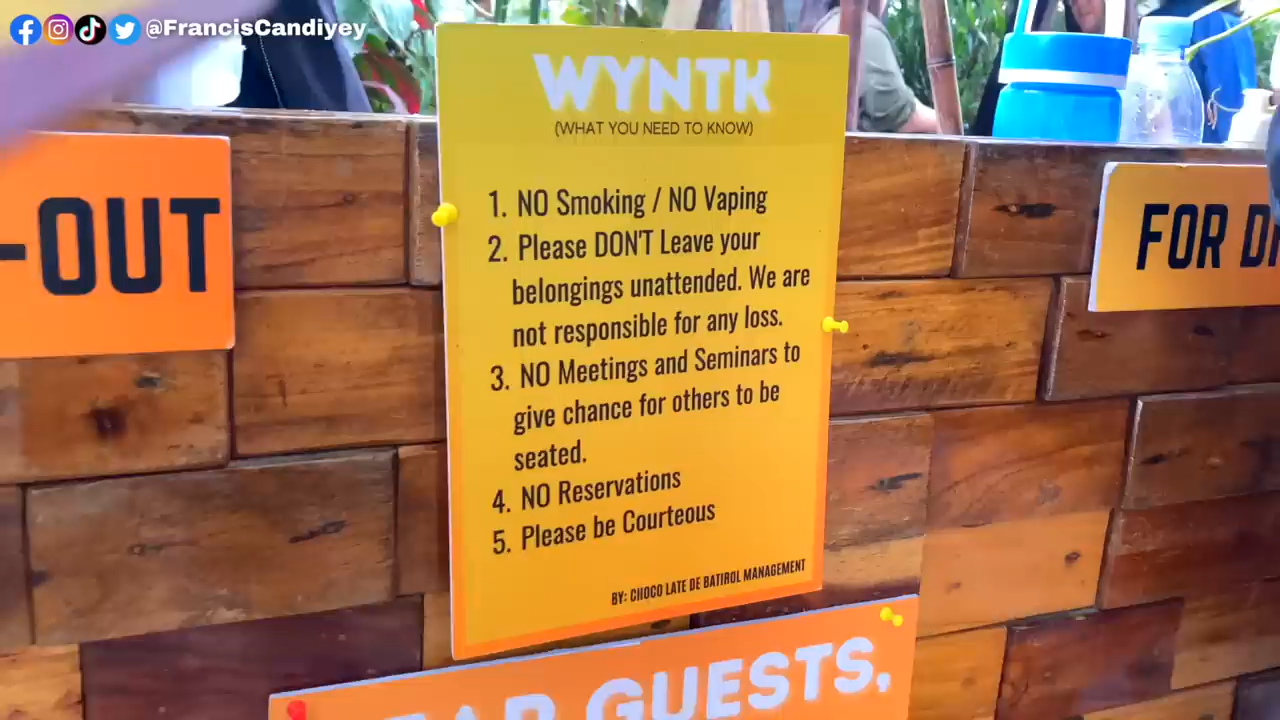 @FrancisCandiyey
WYNTK
(WHAT YOU NEED TO KNOW)
1. NO Smoking / NO Vaping
2. Please DON'T Leave your
belongings unattended. We are
not responsible for any loss.
3. NO Meetings and Seminars to
give chance for others to be
seated.
4. NO Reservations
5. Please be Courteous
BY: CHOCO LATE DE BATIROL MANAGEMENT
-OUT
FOR
GUESTS,